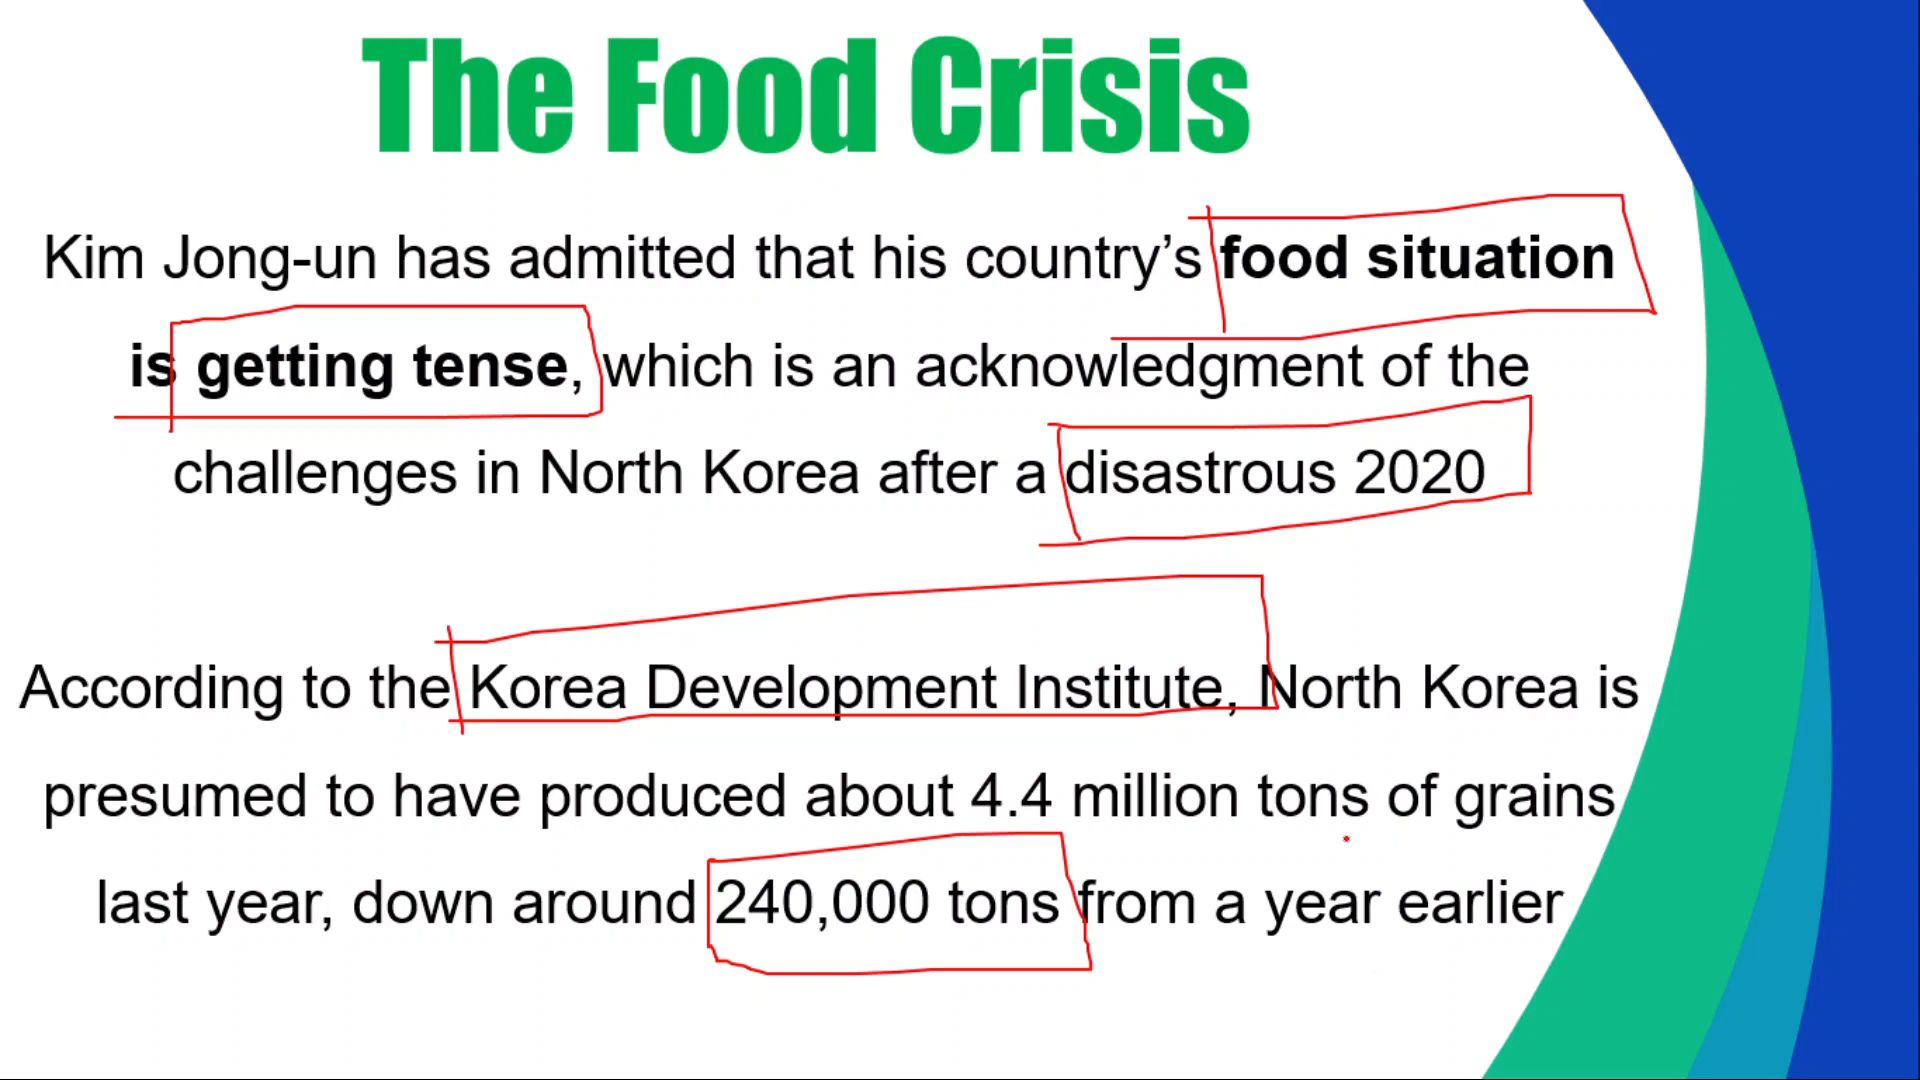 The Food Crisis
Kim Jong-un has admitted that his country’s food situation
is getting tense, which is an acknowledgment of the
challenges in North Korea after a disastrous 2020
According to the Korea Development Institute, North Korea is
presumed to have produced about 4.4 million tons of grains
last year, down around 240,000 tons from a year earlier